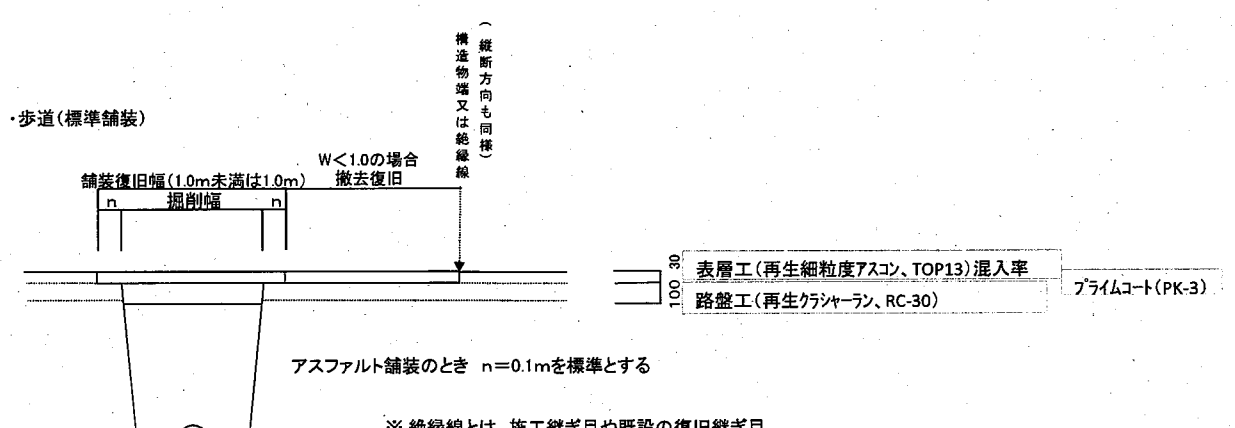 (縦断方向も同様)
構造物端又は絶縁線
・歩道(標準舗装)
W<1.0の場合
撤去復旧
舗装復旧幅(1.0m未満は1.0m)
n 掘削幅 n
30 表層工(再生細粒度アスコン、TOP13)混入率
プライムコート(PK-3)
100 路盤工(再生クラシャーラン、RC-30)
アスファルト舗装のとき n=0.1mを標準とする
※ 絶縁線とは、施工継ぎ目や既設の復旧継ぎ目